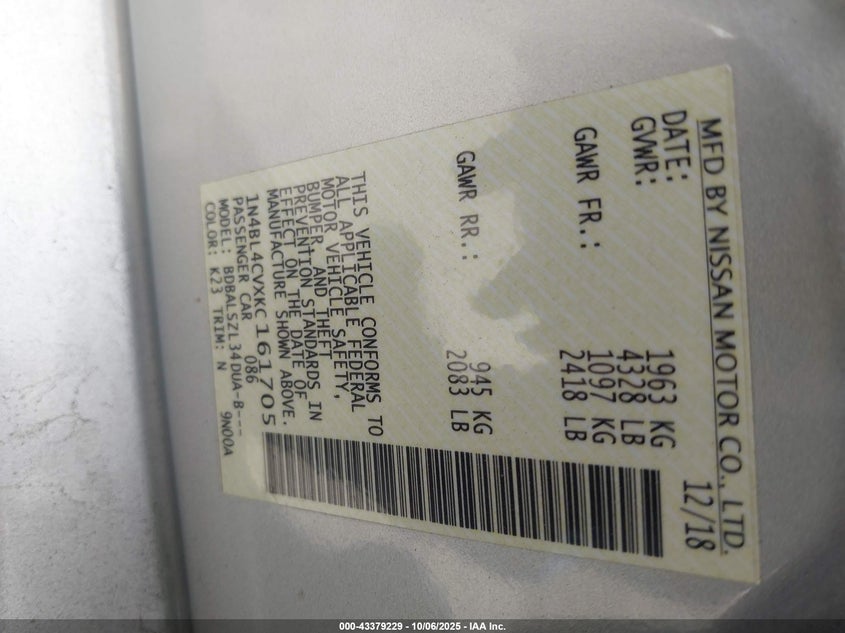 MFD BY NISSAN MOTOR CO., LTD.
DATE: 12/18
GVWR: 1963 KG
4328 LB
GAWR FR.: 1097 KG
2418 LB
GAWR RR.: 945 KG
2083 LB
THIS VEHICLE CONFORMS TO
ALL APPLICABLE FEDERAL
MOTOR VEHICLE SAFETY,
BUMPER, AND THEFT
PREVENTION STANDARDS IN
EFFECT ON THE DATE OF
MANUFACTURE SHOWN ABOVE.
1N4BL4CVXKC161705
PASSENGER CAR 086
MODEL: BDBALSZL34DUA-B---
COLOR: K23 TRIM: N 9N00A
000-43379229 - 10/06/2025 - IAA Inc.